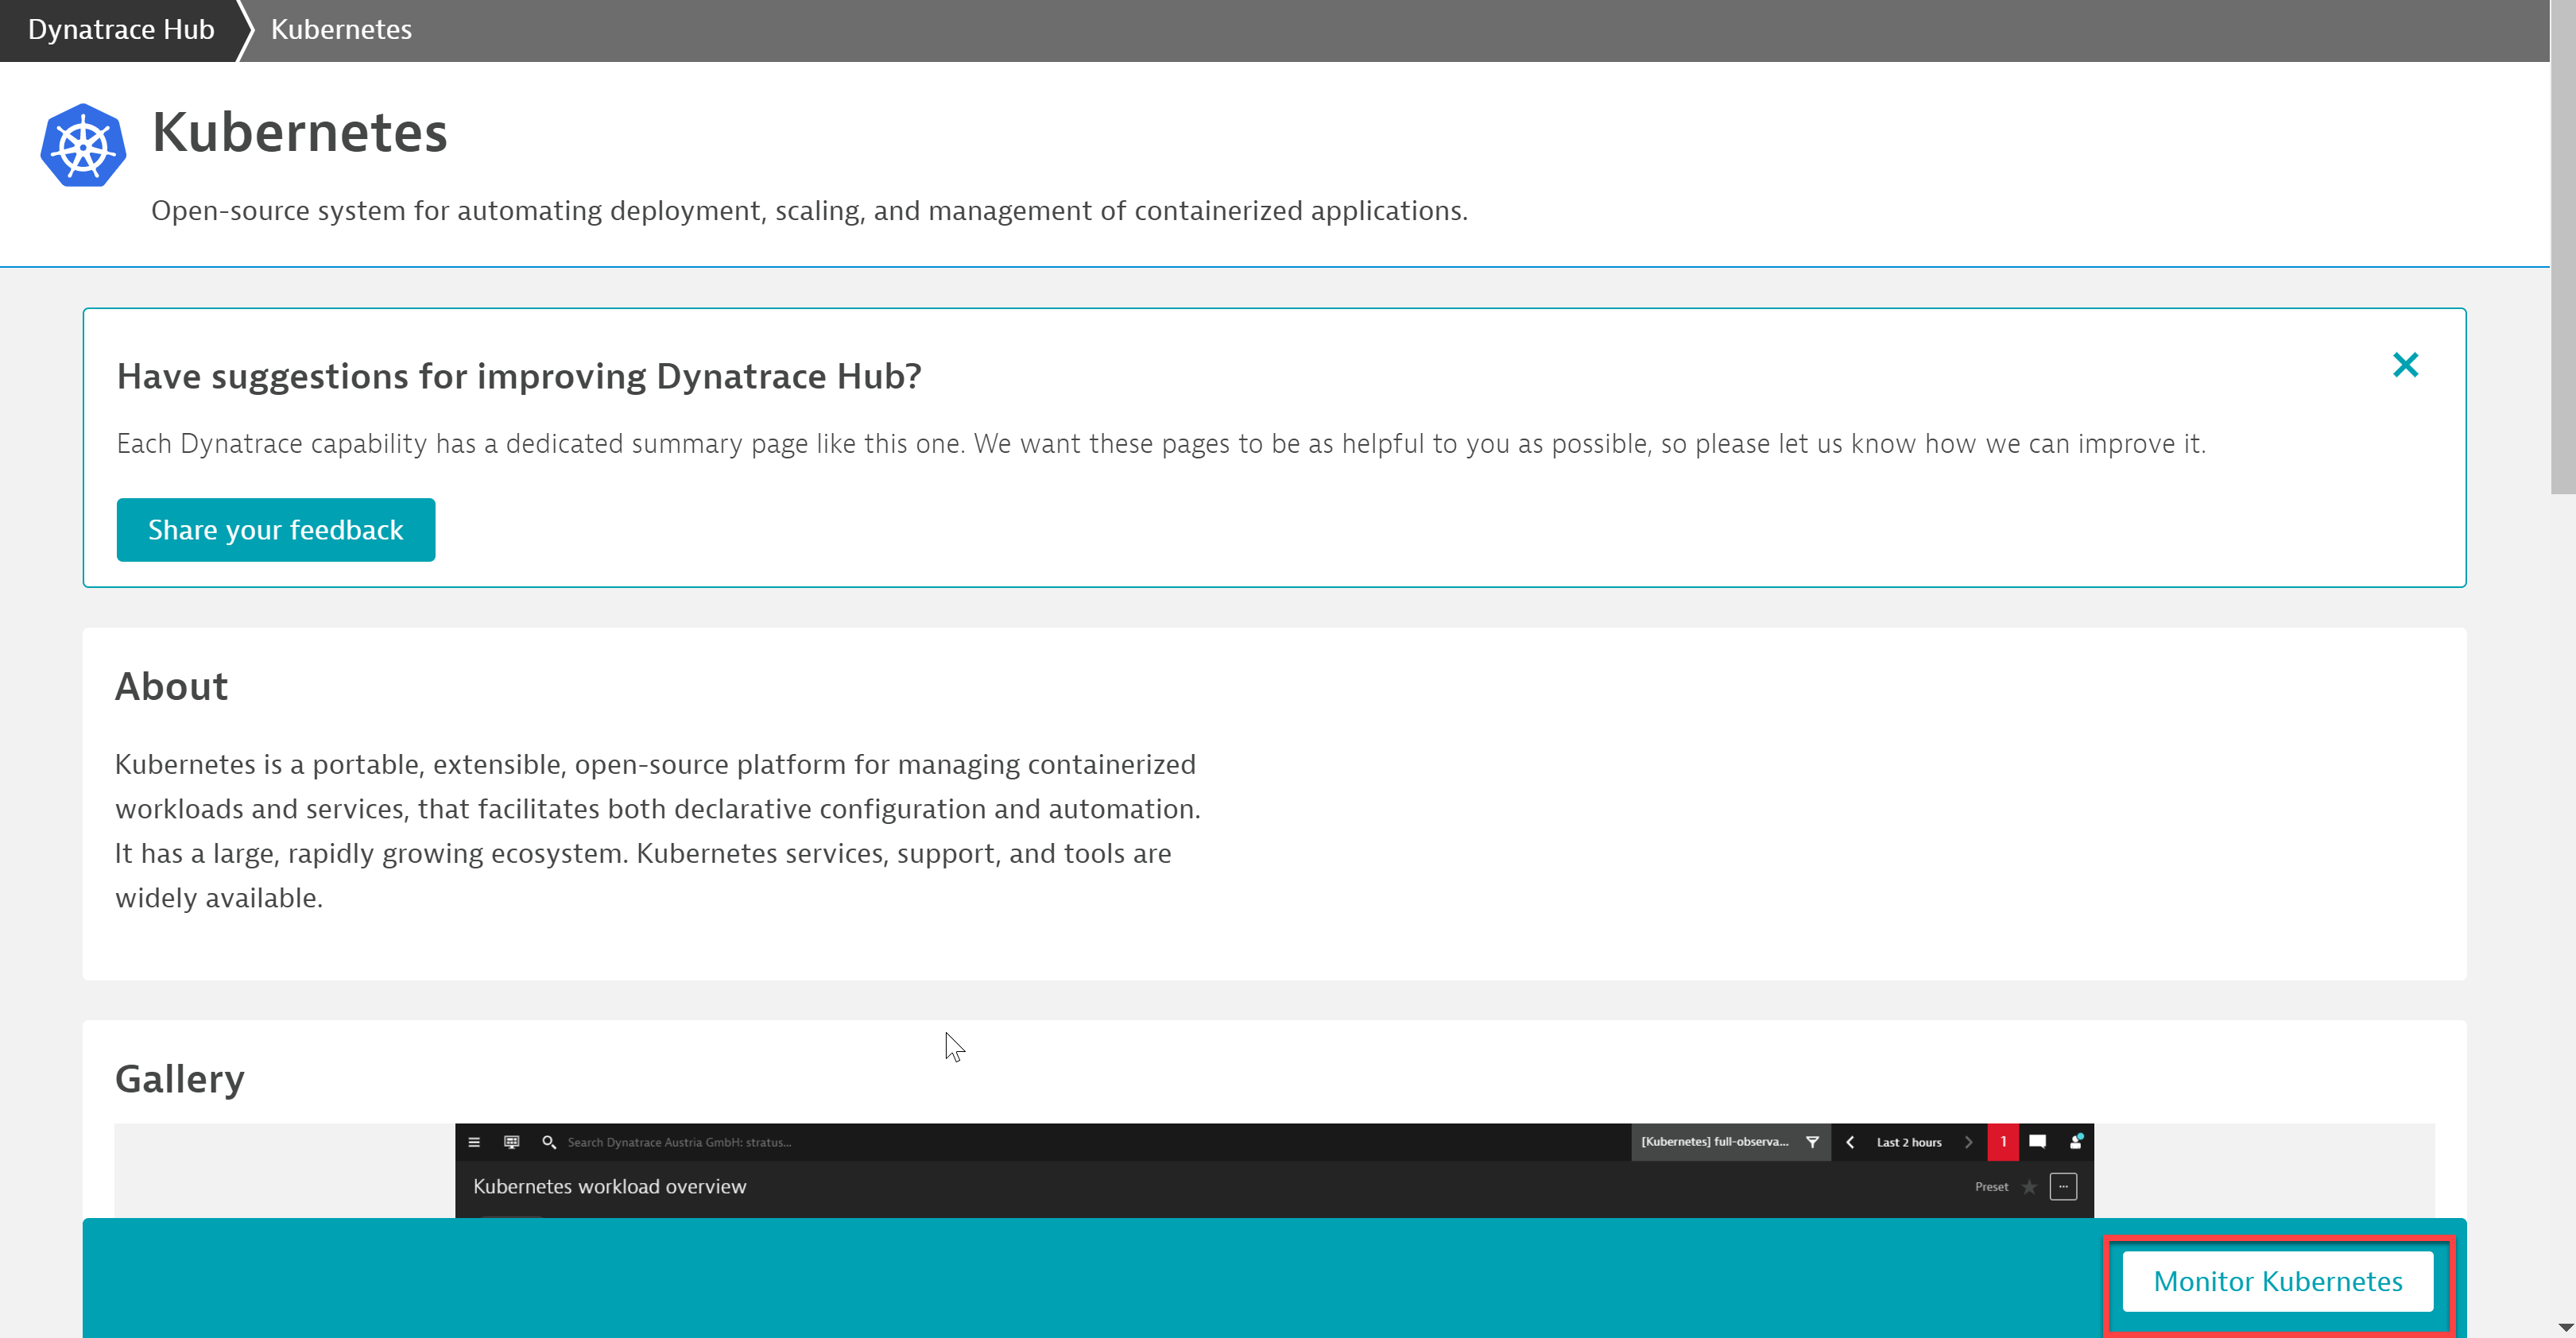 Dynatrace Hub
Kubernetes
Kubernetes
Open-source system for automating deployment, scaling, and management of containerized applications.
Have suggestions for improving Dynatrace Hub?
Each Dynatrace capability has a dedicated summary page like this one. We want these pages to be as helpful to you as possible, so please let us know how we can improve it.
Share your feedback
About
Kubernetes is a portable, extensible, open-source platform for managing containerized
workloads and services, that facilitates both declarative configuration and automation.
It has a large, rapidly growing ecosystem. Kubernetes services, support, and tools are
widely available.
Gallery
Search Dynatrace Austria GmbH: stratus...
[Kubernetes] full-observa...
Last 2 hours
1
Kubernetes workload overview
Preset
Monitor Kubernetes